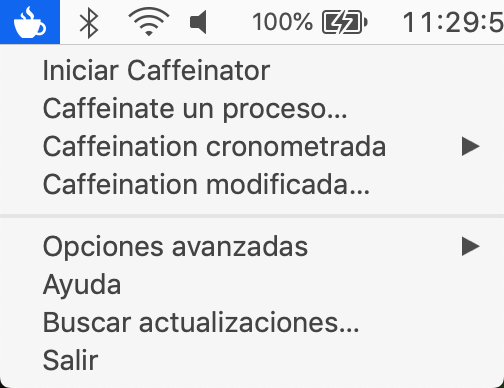 100% 11:29:5
Iniciar Caffeinator
Caffeinate un proceso...
Caffeination cronometrada
Caffeination modificada...
Opciones avanzadas
Ayuda
Buscar actualizaciones...
Salir